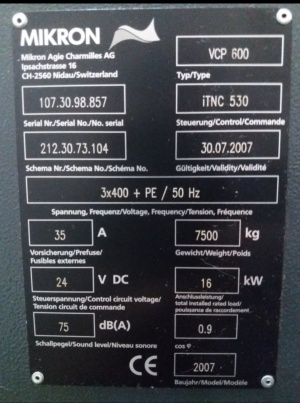 MIKRON
Mikron Agie Charmilles AG
Ipsachstrasse 16
CH-2560 Nidau/Switzerland
VCP 600
Typ/Type
107.30.98.857
Serial Nr./Serial No./No. serial
iTNC 530
Steuerung/Control/Commande
212.30.73.104
Schema Nr./Schema No./Schéma No.
30.07.2007
Gültigkeit/Validity/Validité
3x400 + PE / 50 Hz
Spannung, Frequenz/Voltage, Frequency/Tension, Fréquence
35 A
Vorsicherung/Prefuse/
Fusibles externes
7500 kg
Gewicht/Weight/Poids
24 V DC
Steuerspannung/Control circuit voltage/
Tension circuit de commande
16 kW
Anschlussleistung/
total installed rated load/
pouissance de raccordement
75 dB(A)
Schallpegel/Sound level/Niveau sonore
0.9
cos φ
CE
2007
Baujahr/Model/Modèle